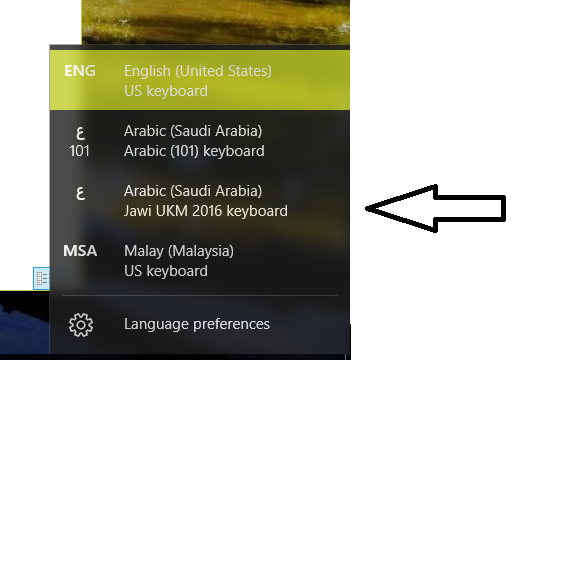 ENG English (United States)
US keyboard
ع Arabic (Saudi Arabia)
101 Arabic (101) keyboard
ع Arabic (Saudi Arabia)
Jawi UKM 2016 keyboard
MSA Malay (Malaysia)
US keyboard
Language preferences